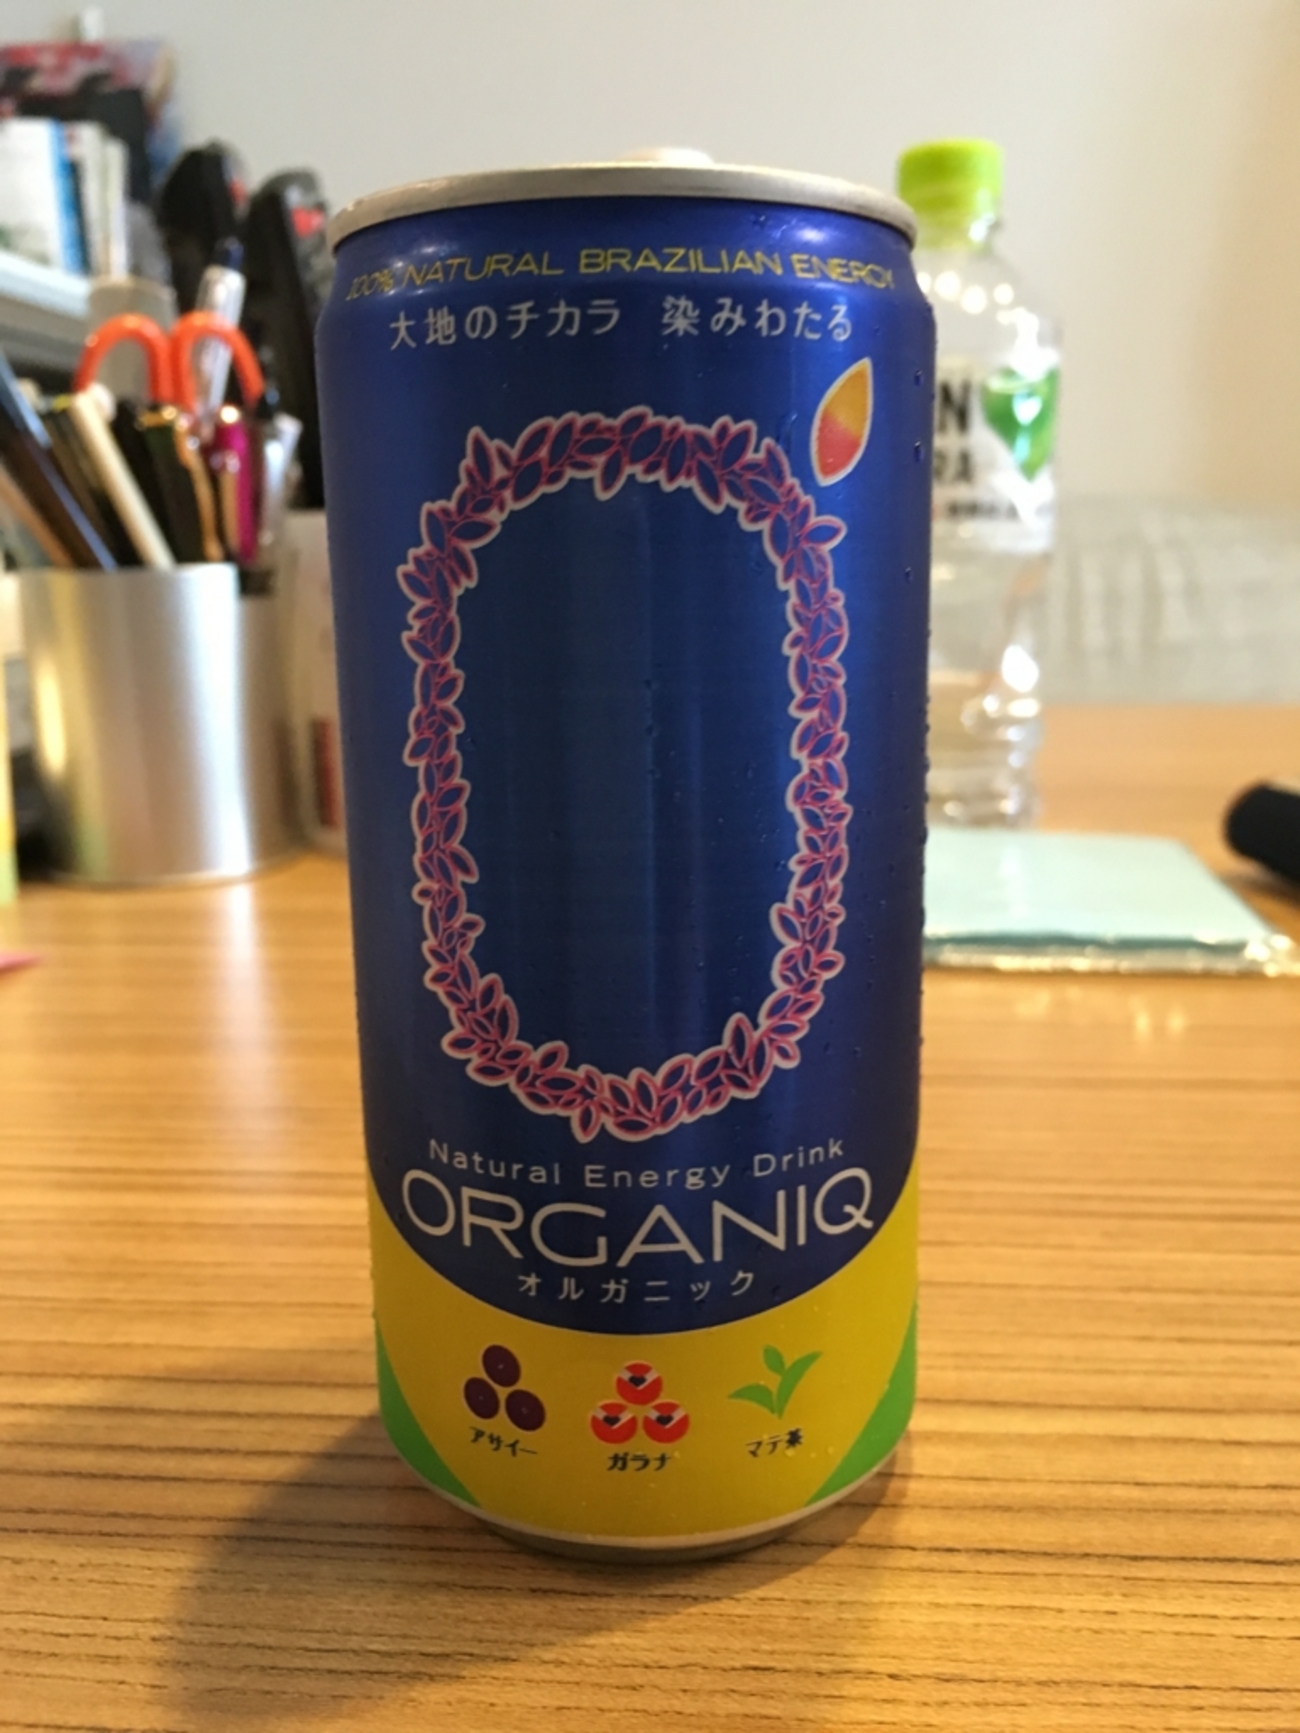 100% NATURAL BRAZILIAN ENERGY
大地のチカラ 染みわたる
Natural Energy Drink
ORGANIQ
オルガニック
アサイー ガラナ マテ茶
N
RA